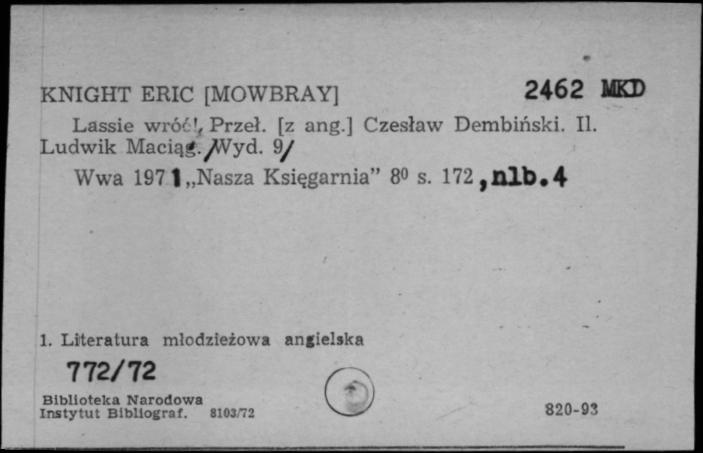 KNIGHT ERIC [MOWBRAY] 2462 MKD
Lassie wróć!, Przeł. [z ang.] Czesław Dembiński. Il.
Ludwik Maciąg. /Wyd. 9/
Wwa 1971 „Nasza Księgarnia” 8⁰ s. 172, nlb. 4
1. Literatura młodzieżowa angielska
772/72
Biblioteka Narodowa
Instytut Bibliograf. 8103/72 820-93